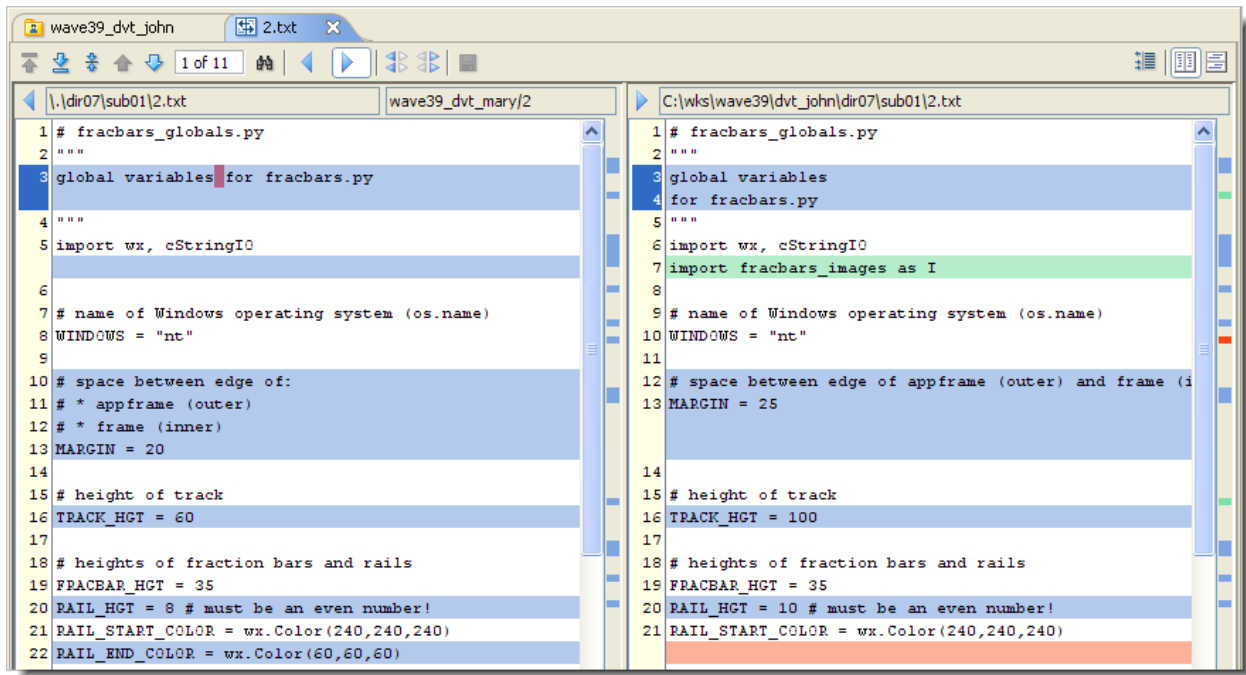 wave39_dvt_john
2.txt
1 of 11
\.\dir07\sub01\2.txt
wave39_dvt_mary/2
1 # fracbars_globals.py
2 """
3 global variables for fracbars.py
4 """
5 import wx, cStringIO
6
7 # name of Windows operating system (os.name)
8 WINDOWS = "nt"
9
10 # space between edge of:
11 # * appframe (outer)
12 # * frame (inner)
13 MARGIN = 20
14
15 # height of track
16 TRACK_HGT = 60
17
18 # heights of fraction bars and rails
19 FRACBAR_HGT = 35
20 RAIL_HGT = 8 # must be an even number!
21 RAIL_START_COLOR = wx.Color(240,240,240)
22 RAIL_END_COLOR = wx.Color(60,60,60)
C:\wks\wave39\dvt_john\dir07\sub01\2.txt
1 # fracbars_globals.py
2 """
3 global variables
4 for fracbars.py
5 """
6 import wx, cStringIO
7 import fracbars_images as I
8
9 # name of Windows operating system (os.name)
10 WINDOWS = "nt"
11
12 # space between edge of appframe (outer) and frame (i
13 MARGIN = 25
14
15 # height of track
16 TRACK_HGT = 100
17
18 # heights of fraction bars and rails
19 FRACBAR_HGT = 35
20 RAIL_HGT = 10 # must be an even number!
21 RAIL_START_COLOR = wx.Color(240,240,240)